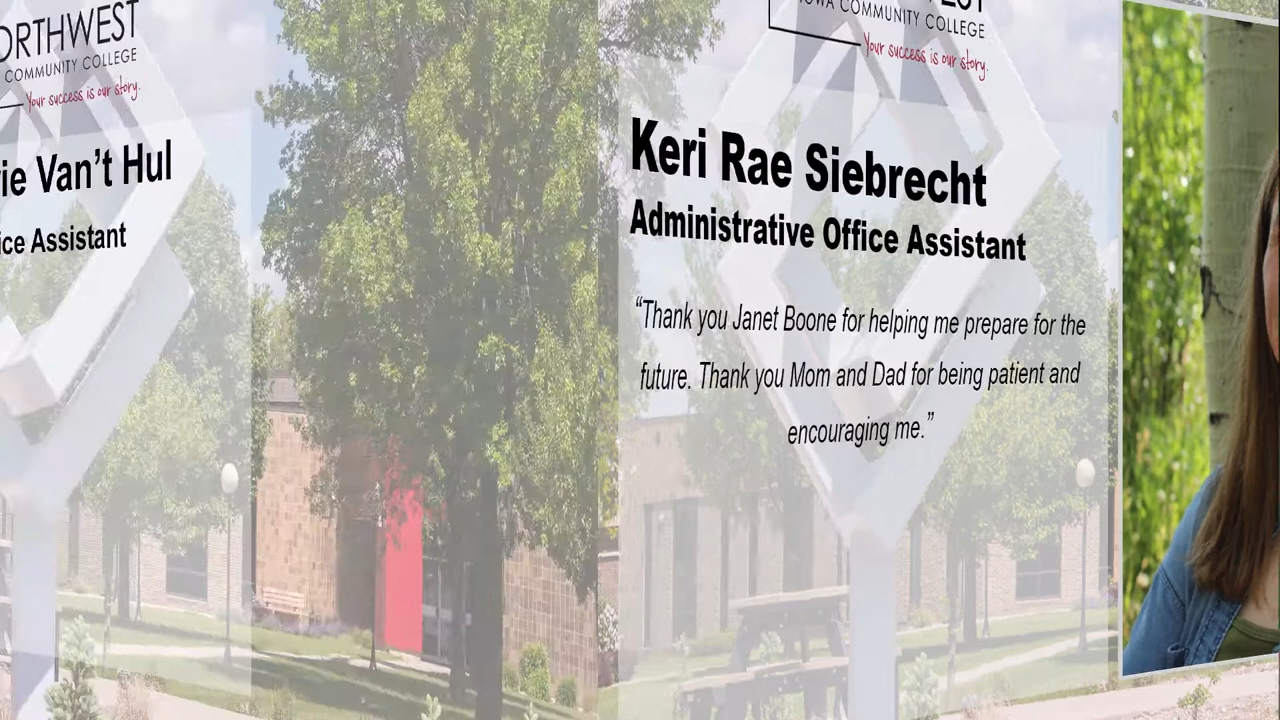 ORTHWEST
COMMUNITY COLLEGE
Your success is our story.
Van't Hul
Assistant
IOWA COMMUNITY COLLEGE
Your success is our story.
Keri Rae Siebrecht
Administrative Office Assistant
“Thank you Janet Boone for helping me prepare for the
future. Thank you Mom and Dad for being patient and
encouraging me.”